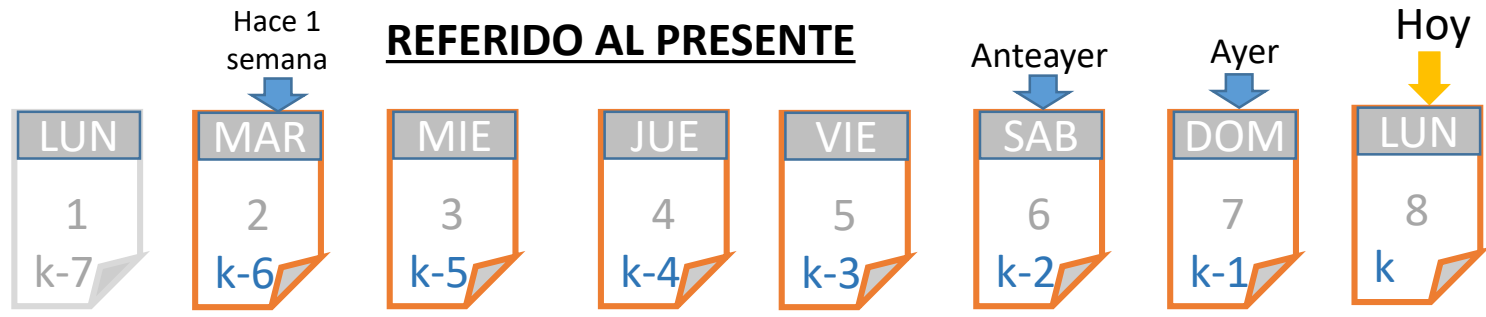 Hace 1
semana
REFERIDO AL PRESENTE
Anteayer
Ayer
Hoy
LUN MAR MIE JUE VIE SAB DOM LUN
1 2 3 4 5 6 7 8
k-7 k-6 k-5 k-4 k-3 k-2 k-1 k